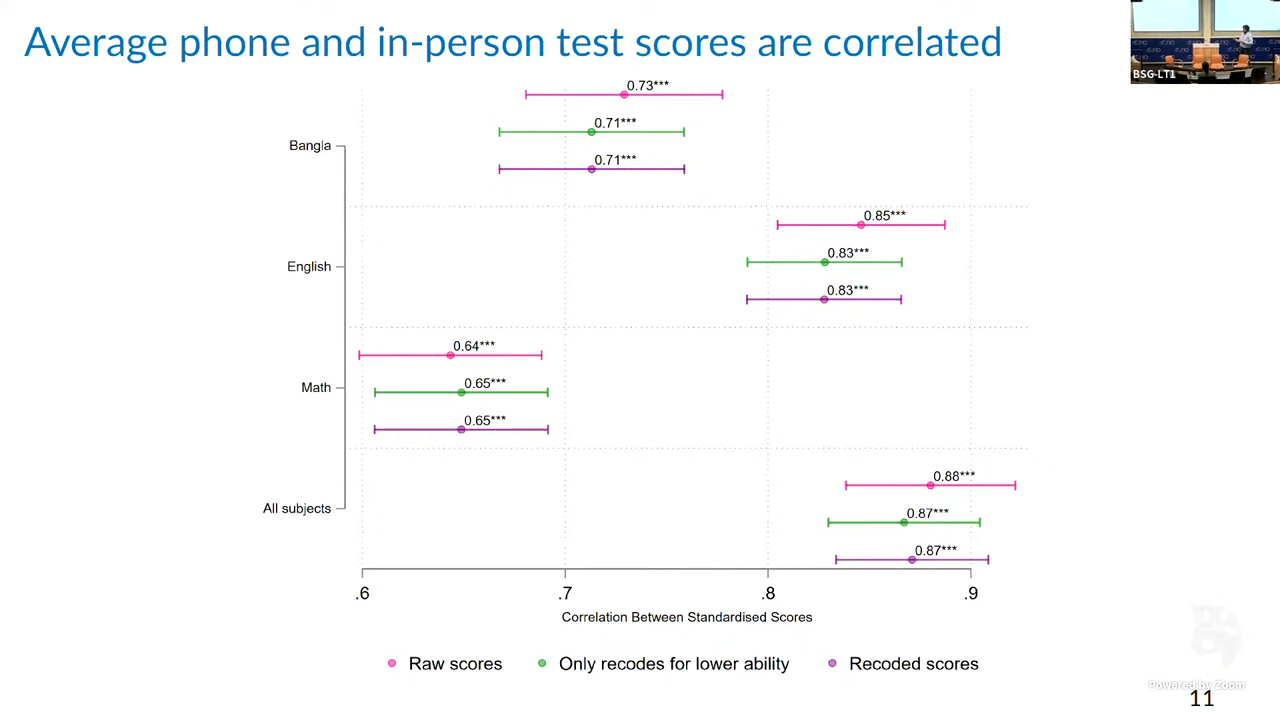 Average phone and in-person test scores are correlated
BSG-LT1
Bangla
0.73***
0.71***
0.71***
English
0.85***
0.83***
0.83***
Math
0.64***
0.65***
0.65***
All subjects
0.88***
0.87***
0.87***
.6 .7 .8 .9
Correlation Between Standardised Scores
Raw scores Only recodes for lower ability Recoded scores
Powered by Zoom
11